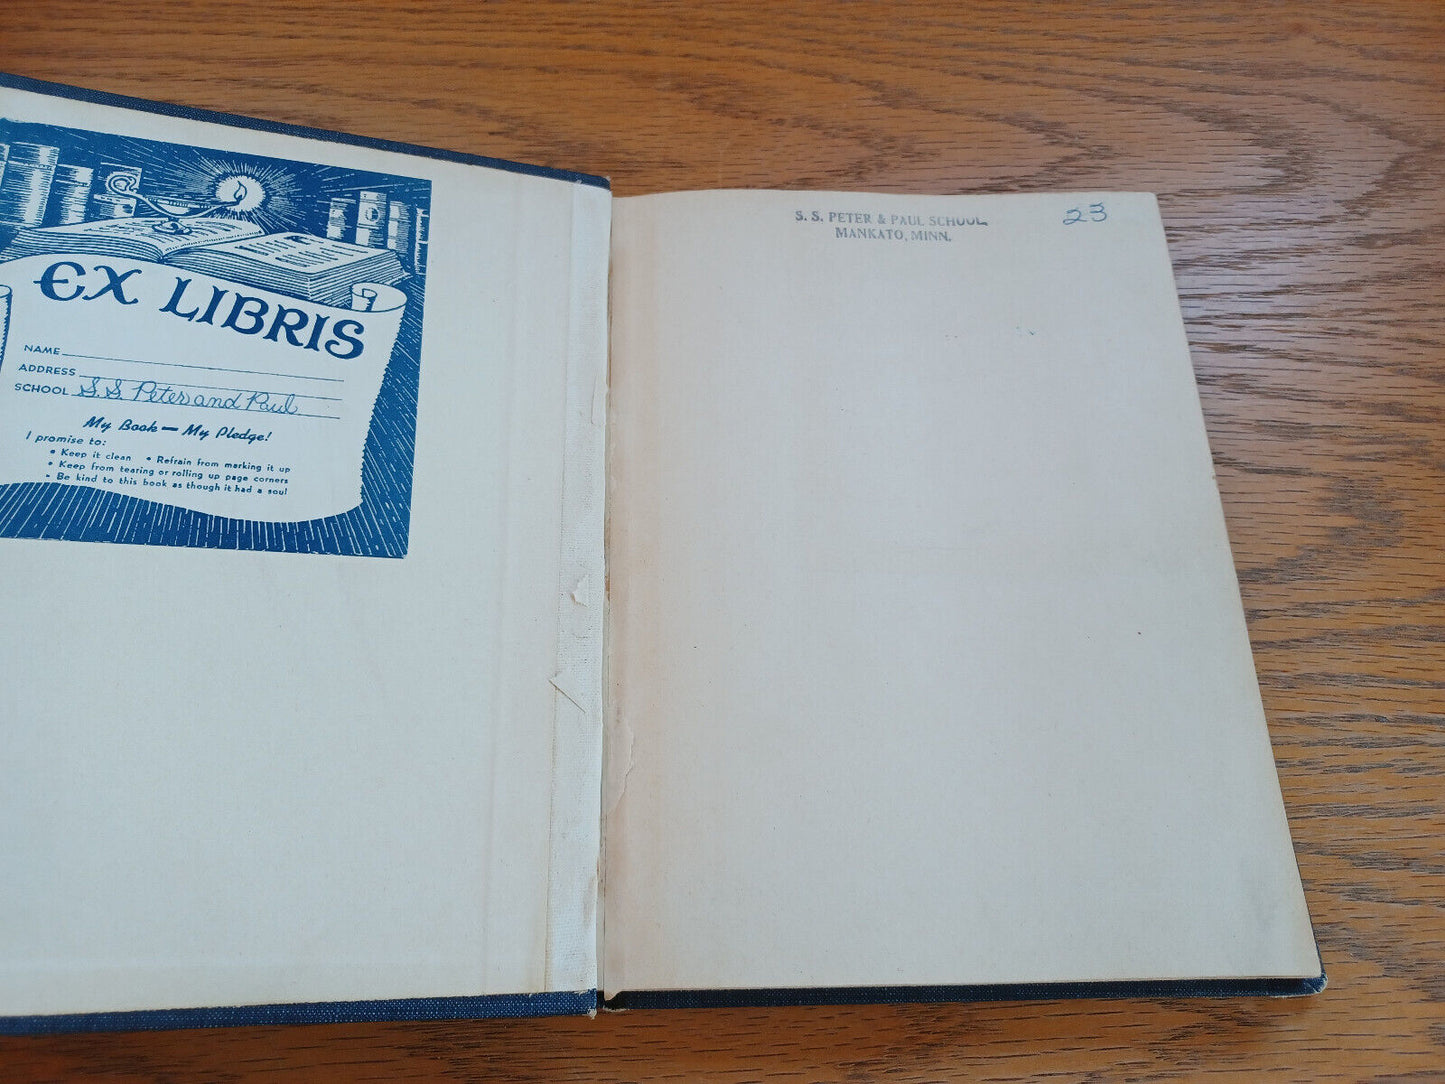 EX LIBRIS
NAME
ADDRESS
SCHOOL S.S. Peter and Paul
My Book — My Pledge!
I promise to:
• Keep it clean • Refrain from marking it up
• Keep from tearing or rolling up page corners
- Be kind to this book as though it had a soul
S. S. PETER & PAUL SCHOOL 23
MANKATO, MINN.